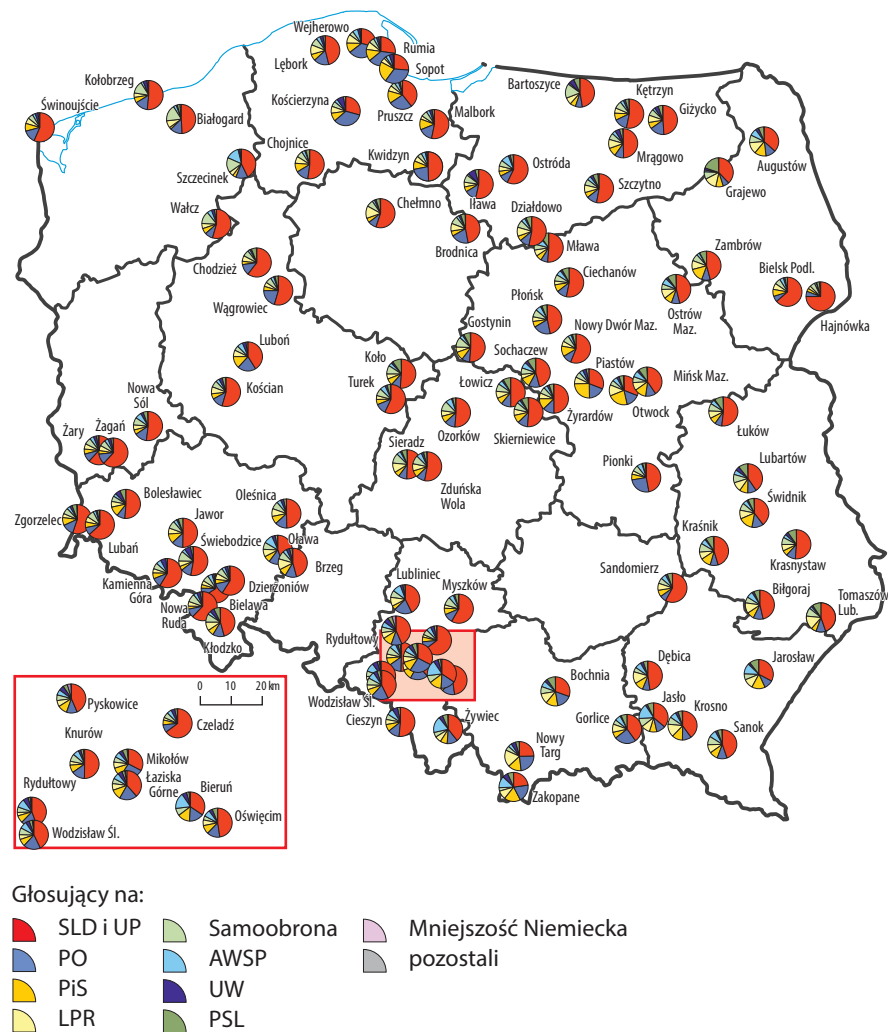 Wejherowo
Rumia
Lębork
Sopot
Kołobrzeg
Bartoszyce
Kętrzyn
Świnoujście
Kościerzyna
Giżycko
Białogard
Pruszcz
Malbork
Chojnice
Mrągowo
Augustów
Szczecinek
Kwidzyn
Ostróda
Grajewo
Chełmno
Iława
Szczytno
Wałcz
Działdowo
Brodnica
Mława
Zambrów
Chodzież
Ciechanów
Bielsk Podl.
Wągrowiec
Płońsk
Ostrów
Maz.
Hajnówka
Gostynin
Nowy Dwór Maz.
Luboń
Sochaczew
Koło
Piastów
Mińsk Maz.
Nowa
Sól
Kościan
Turek
Łowicz
Żyrardów
Otwock
Żary
Żagań
Ozorków
Skierniewice
Łuków
Sieradz
Lubartów
Zduńska
Wola
Pionki
Bolesławiec
Oleśnica
Świdnik
Zgorzelec
Jawor
Lubań
Świebodzice
Oława
Kraśnik
Krasnystaw
Kamienna
Góra
Dzierżoniów
Brzeg
Lubliniec
Myszków
Sandomierz
Biłgoraj
Tomaszów
Lub.
Nowa
Ruda
Bielawa
Kłodzko
Rydułtowy
Dębica
Jarosław
Wodzisław Śl.
Bochnia
Jasło
Krosno
Cieszyn
Żywiec
Gorlice
Sanok
Nowy
Targ
Zakopane
0 10 20 km
Pyskowice
Czeladź
Knurów
Mikołów
Łaziska
Górne
Bieruń
Rydułtowy
Oświęcim
Wodzisław Śl.
Głosujący na:
SLD i UP
Samoobrona
Mniejszość Niemiecka
PO
AWSP
pozostali
PiS
UW
LPR
PSL